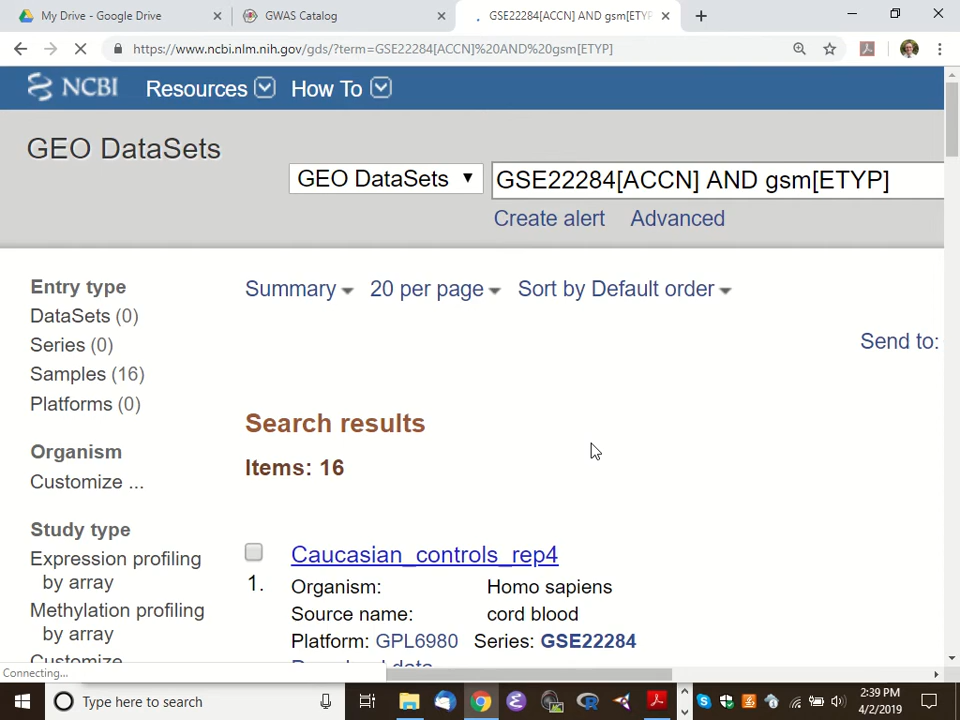 My Drive - Google Drive
GWAS Catalog
GSE22284[ACCN] AND gsm[ETYP]
https://www.ncbi.nlm.nih.gov/gds/?term=GSE22284[ACCN]%20AND%20gsm[ETYP]
NCBI Resources How To
GEO DataSets
GEO DataSets GSE22284[ACCN] AND gsm[ETYP]
Create alert Advanced
Entry type
DataSets (0)
Series (0)
Samples (16)
Platforms (0)
Organism
Customize ...
Study type
Expression profiling
by array
Methylation profiling
by array
Customize
Summary 20 per page Sort by Default order
Send to:
Search results
Items: 16
Caucasian_controls_rep4
1.
Organism: Homo sapiens
Source name: cord blood
Platform: GPL6980 Series: GSE22284
Download data
Connecting...
Type here to search
2:39 PM
4/2/2019